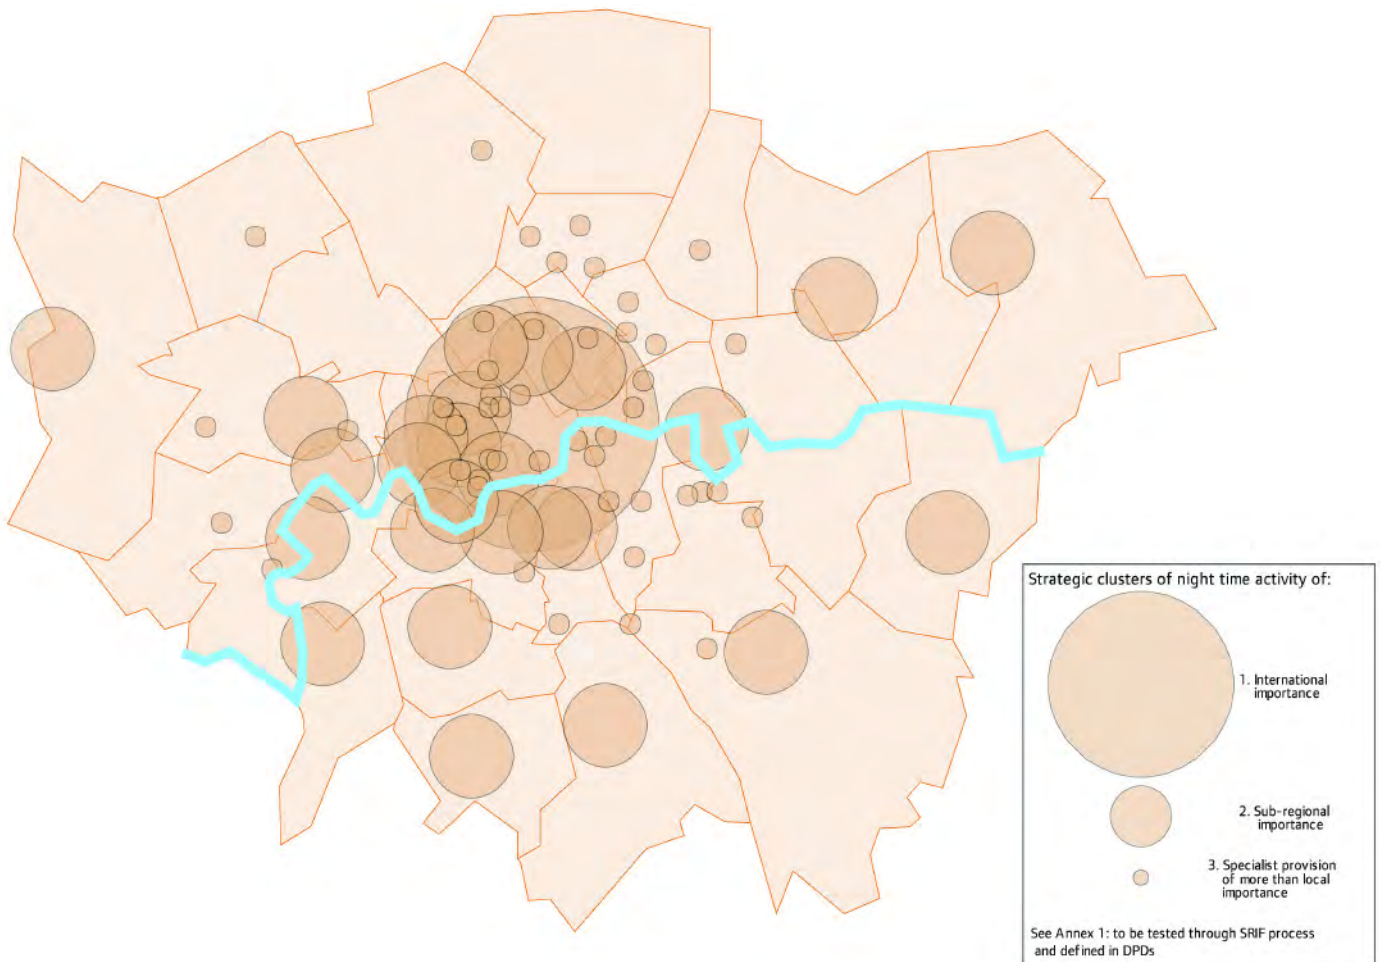 Strategic clusters of night time activity of:
1. International
importance
2. Sub-regional
importance
3. Specialist provision
of more than local
importance
See Annex 1: to be tested through SRIF process
and defined in DPDs